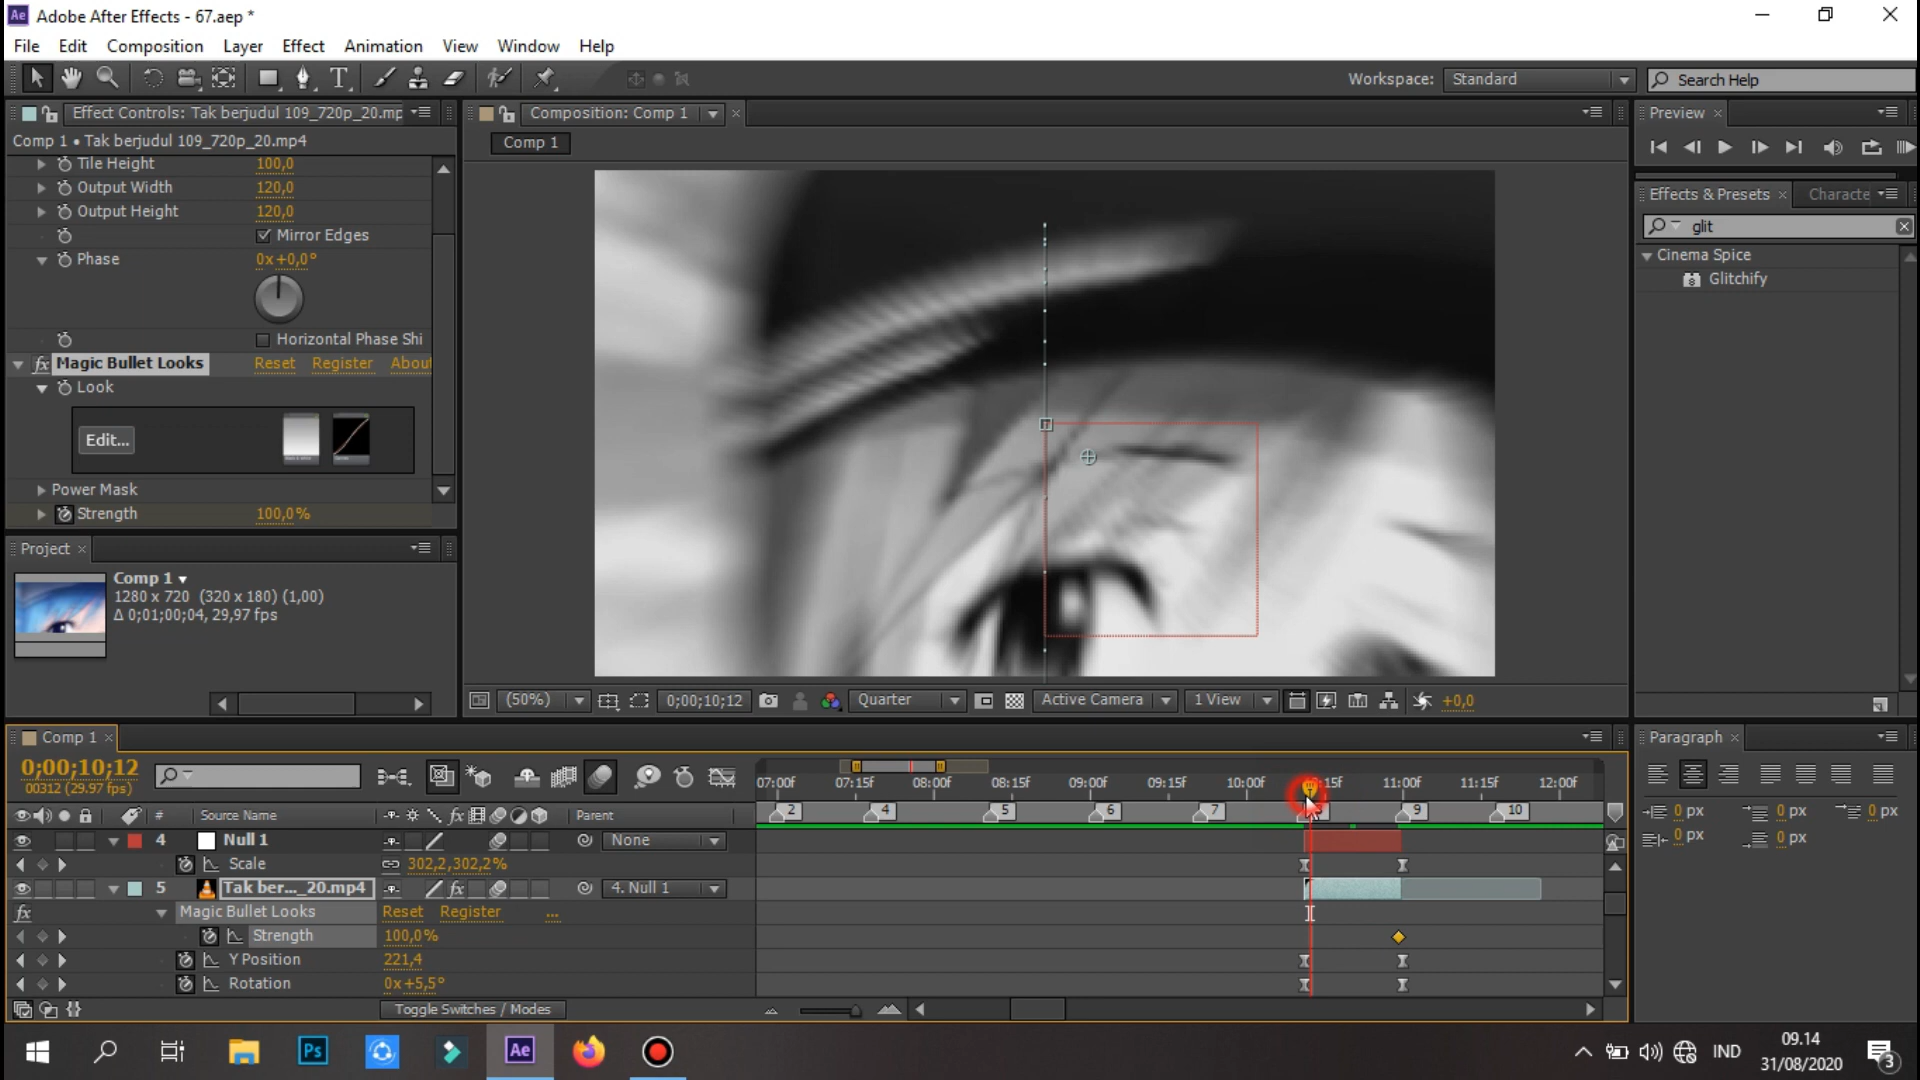 Adobe After Effects - 67.aep *
File Edit Composition Layer Effect Animation View Window Help
Workspace: Standard
Search Help
Effect Controls: Tak berjudul 109_720p_20.mp
Comp 1 • Tak berjudul 109_720p_20.mp4
Tile Height 100,0
Output Width 120,0
Output Height 120,0
Mirror Edges
Phase 0x+0,0°
Horizontal Phase Shi
fx Magic Bullet Looks Reset Register About
Look
Edit...
Power Mask
Strength 100,0%
Project
Comp 1
1280 x 720 (320 x 180) (1,00)
Δ 0;01;00;04, 29,97 fps
Composition: Comp 1
Comp 1
(50%) 0;00;10;12 Quarter Active Camera 1 View +0,0
Preview
Effects & Presets Characte
glit
Cinema Spice
Glitchify
Paragraph
0 px 0 px 0 px
0 px 0 px
Comp 1
0;00;10;12
00312 (29.97 fps)
07:00f 07:15f 08:00f 08:15f 09:00f 09:15f 10:00f 15f 11:00f 11:15f 12:00f
# Source Name fx Parent
2 4 5 6 7 9 10
4 Null 1 None
Scale 302,2,302,2%
5 Tak ber..._20.mp4 fx 4. Null 1
fx Magic Bullet Looks Reset Register ...
Strength 100,0%
Y Position 221,4
Rotation 0x+5,5°
Toggle Switches / Modes
Ps Ae
IND
09.14
31/08/2020
3